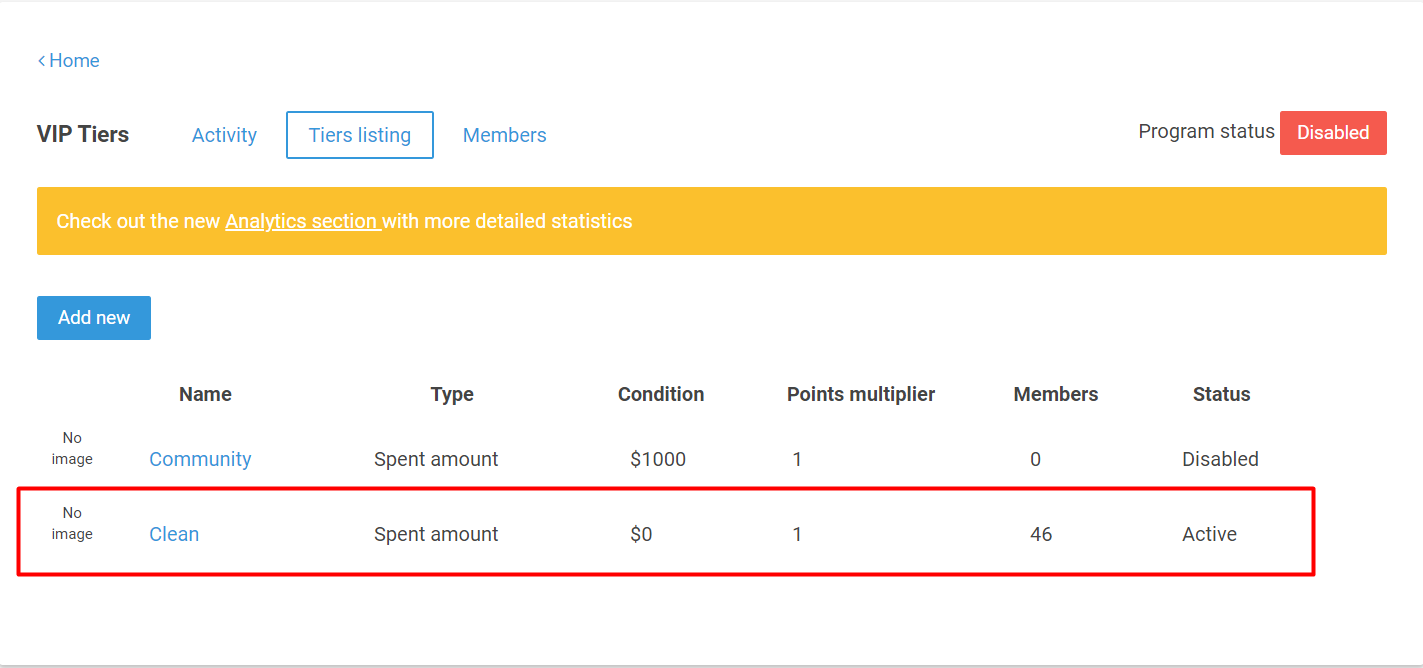 Home
VIP Tiers Activity Tiers listing Members Program status Disabled
Check out the new Analytics section with more detailed statistics
Add new
Name Type Condition Points multiplier Members Status
No
image
Community Spent amount $1000 1 0 Disabled
No
image
Clean Spent amount $0 1 46 Active